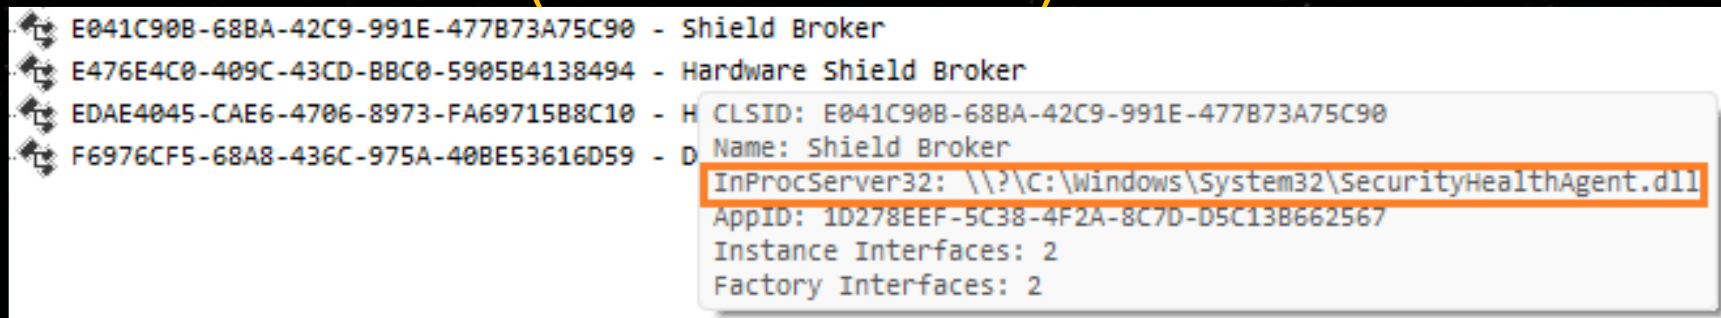 E041C90B-68BA-42C9-991E-477B73A75C90 - Shield Broker
E476E4C0-409C-43CD-BBC0-5905B4138494 - Hardware Shield Broker
EDAE4045-CAE6-4706-8973-FA69715B8C10 - H
F6976CF5-68A8-436C-975A-40BE53616D59 - D
CLSID: E041C90B-68BA-42C9-991E-477B73A75C90
Name: Shield Broker
InProcServer32: \\?\C:\Windows\System32\SecurityHealthAgent.dll
AppID: 1D278EEF-5C38-4F2A-8C7D-D5C13B662567
Instance Interfaces: 2
Factory Interfaces: 2